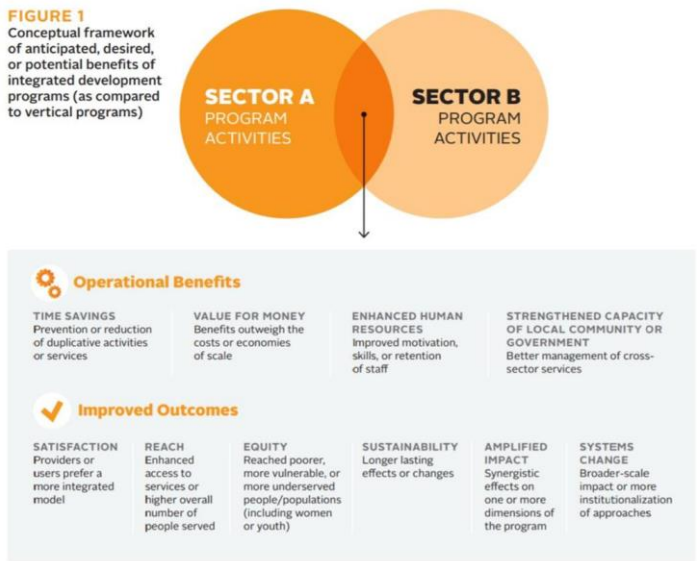 FIGURE 1
Conceptual framework
of anticipated, desired,
or potential benefits of
integrated development
programs (as compared
to vertical programs)
SECTOR A
PROGRAM
ACTIVITIES
SECTOR B
PROGRAM
ACTIVITIES
Operational Benefits
TIME SAVINGS
Prevention or reduction
of duplicative activities
or services
VALUE FOR MONEY
Benefits outweigh the
costs or economies
of scale
ENHANCED HUMAN
RESOURCES
Improved motivation,
skills, or retention
of staff
STRENGTHENED CAPACITY
OF LOCAL COMMUNITY OR
GOVERNMENT
Better management of cross-
sector services
Improved Outcomes
SATISFACTION
Providers or
users prefer a
more integrated
model
REACH
Enhanced
access to
services or
higher overall
number of
people served
EQUITY
Reached poorer,
more vulnerable, or
more underserved
people/populations
(including women
or youth)
SUSTAINABILITY
Longer lasting
effects or changes
AMPLIFIED
IMPACT
Synergistic
effects on
one or more
dimensions of
the program
SYSTEMS
CHANGE
Broader-scale
impact or more
institutionalization
of approaches